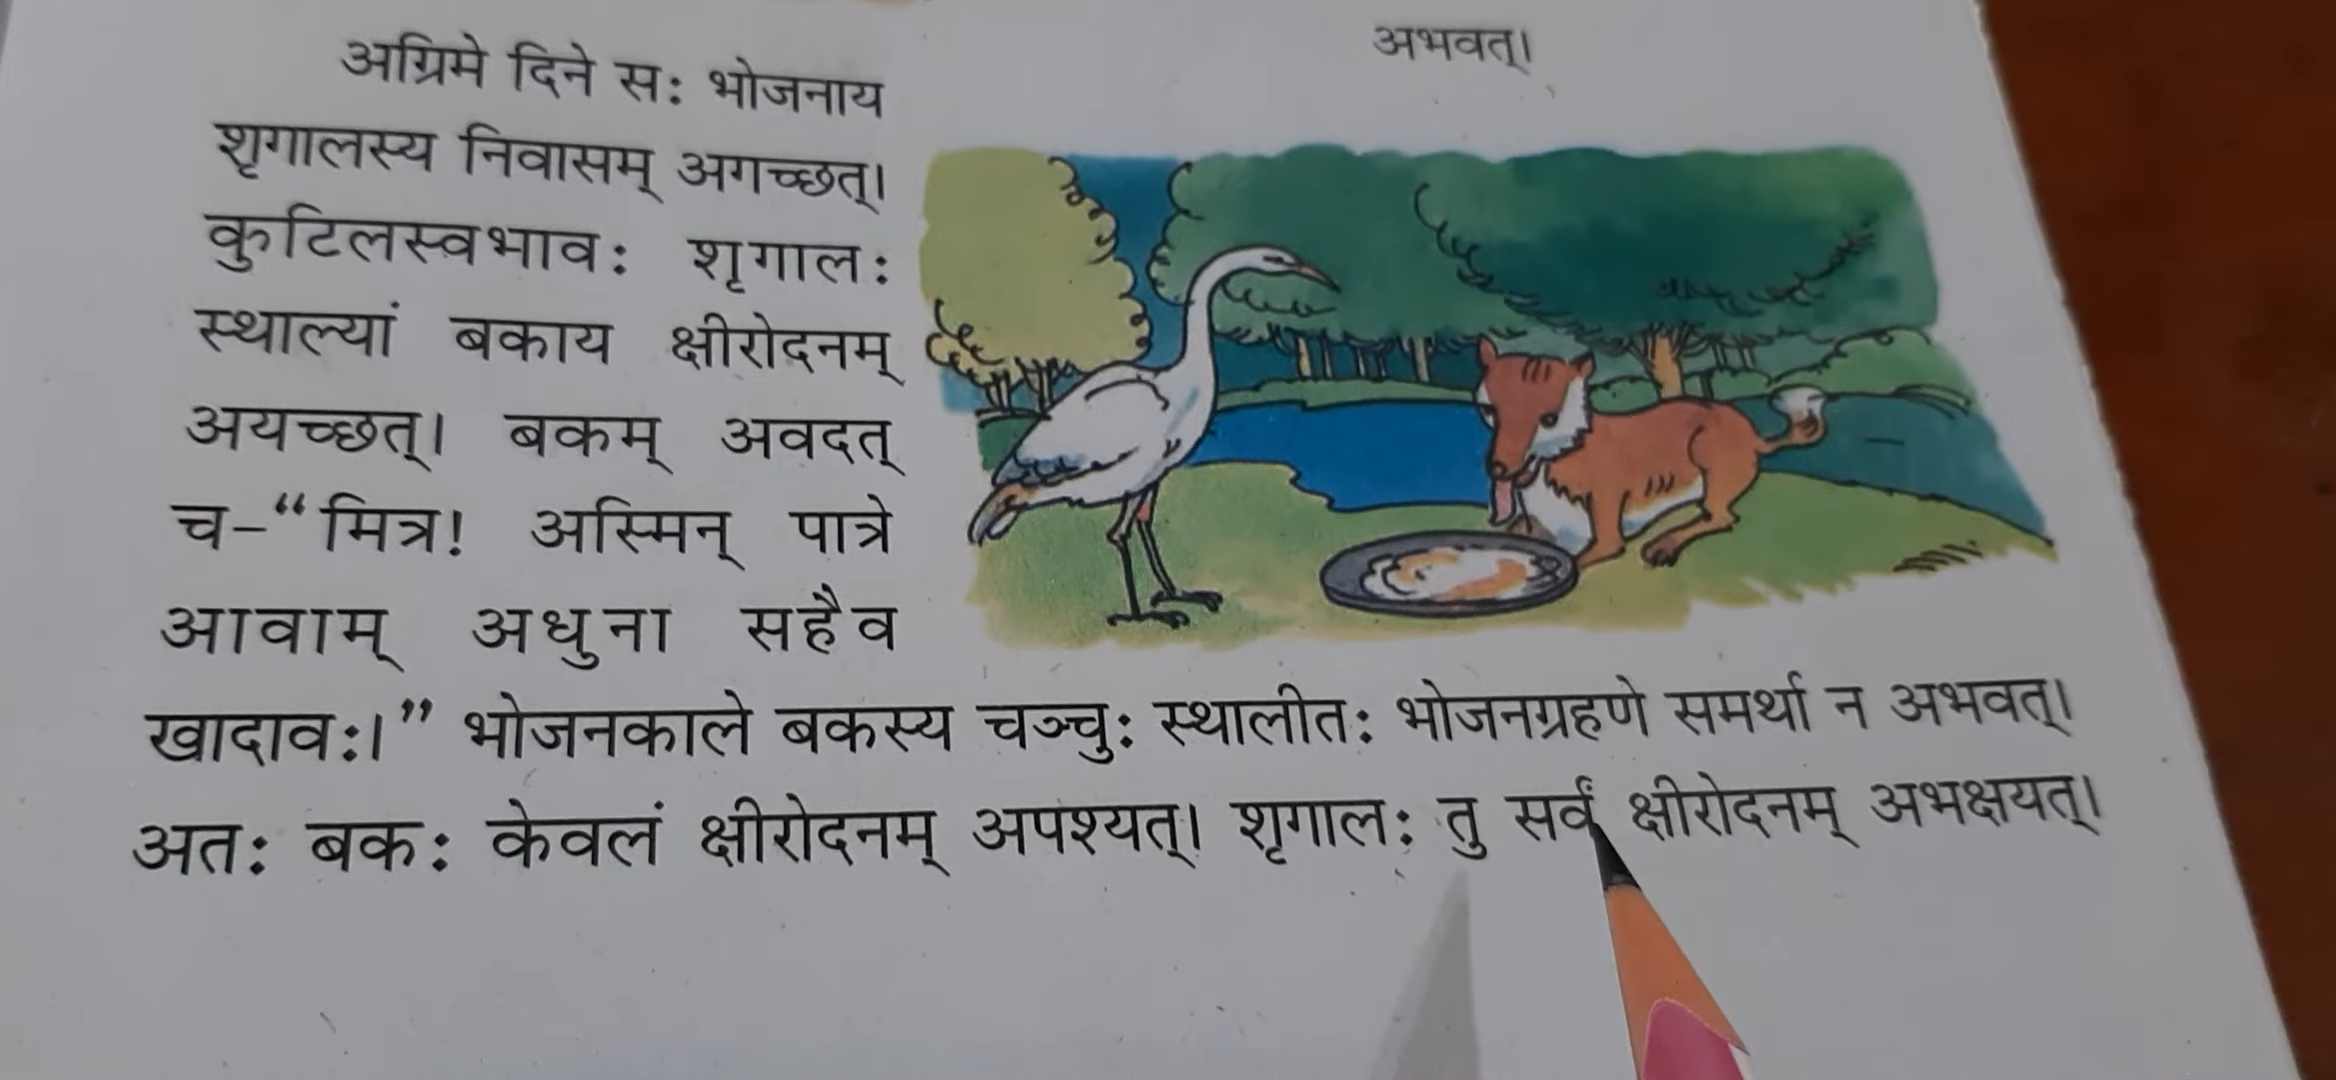 अभवत्।
अग्रिमे दिने सः भोजनाय
शृगालस्य निवासम् अगच्छत्।
कुटिलस्वभावः शृगालः
स्थाल्यां बकाय क्षीरोदनम्
अयच्छत्। बकम् अवदत्
च-“मित्र! अस्मिन् पात्रे
आवाम् अधुना सहैव
खादावः।” भोजनकाले बकस्य चञ्चुः स्थालीतः भोजनग्रहणे समर्था न अभवत्।
अतः बकः केवलं क्षीरोदनम् अपश्यत्। शृगालः तु सर्वं क्षीरोदनम् अभक्षयत्।